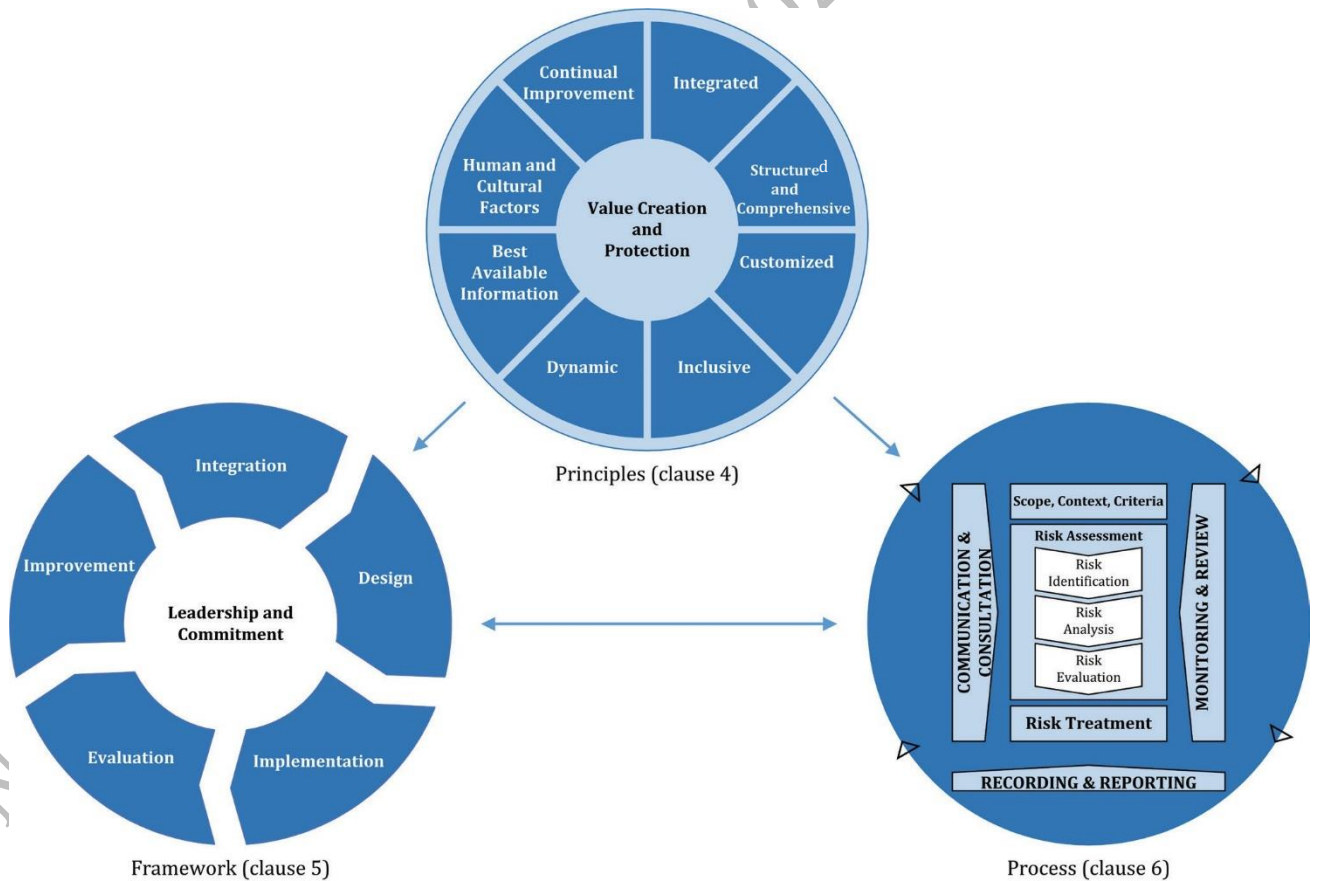 Continual
Improvement
Integrated
Human and
Cultural
Factors
Structured
and
Comprehensive
Value Creation
and
Protection
Best
Available
Information
Customized
Dynamic
Inclusive
Principles (clause 4)
Integration
Improvement
Design
Leadership and
Commitment
Evaluation
Implementation
Framework (clause 5)
Scope, Context, Criteria
Risk Assessment
Risk
Identification
Risk
Analysis
Risk
Evaluation
Risk Treatment
COMMUNICATION &
CONSULTATION
MONITORING & REVIEW
RECORDING & REPORTING
Process (clause 6)